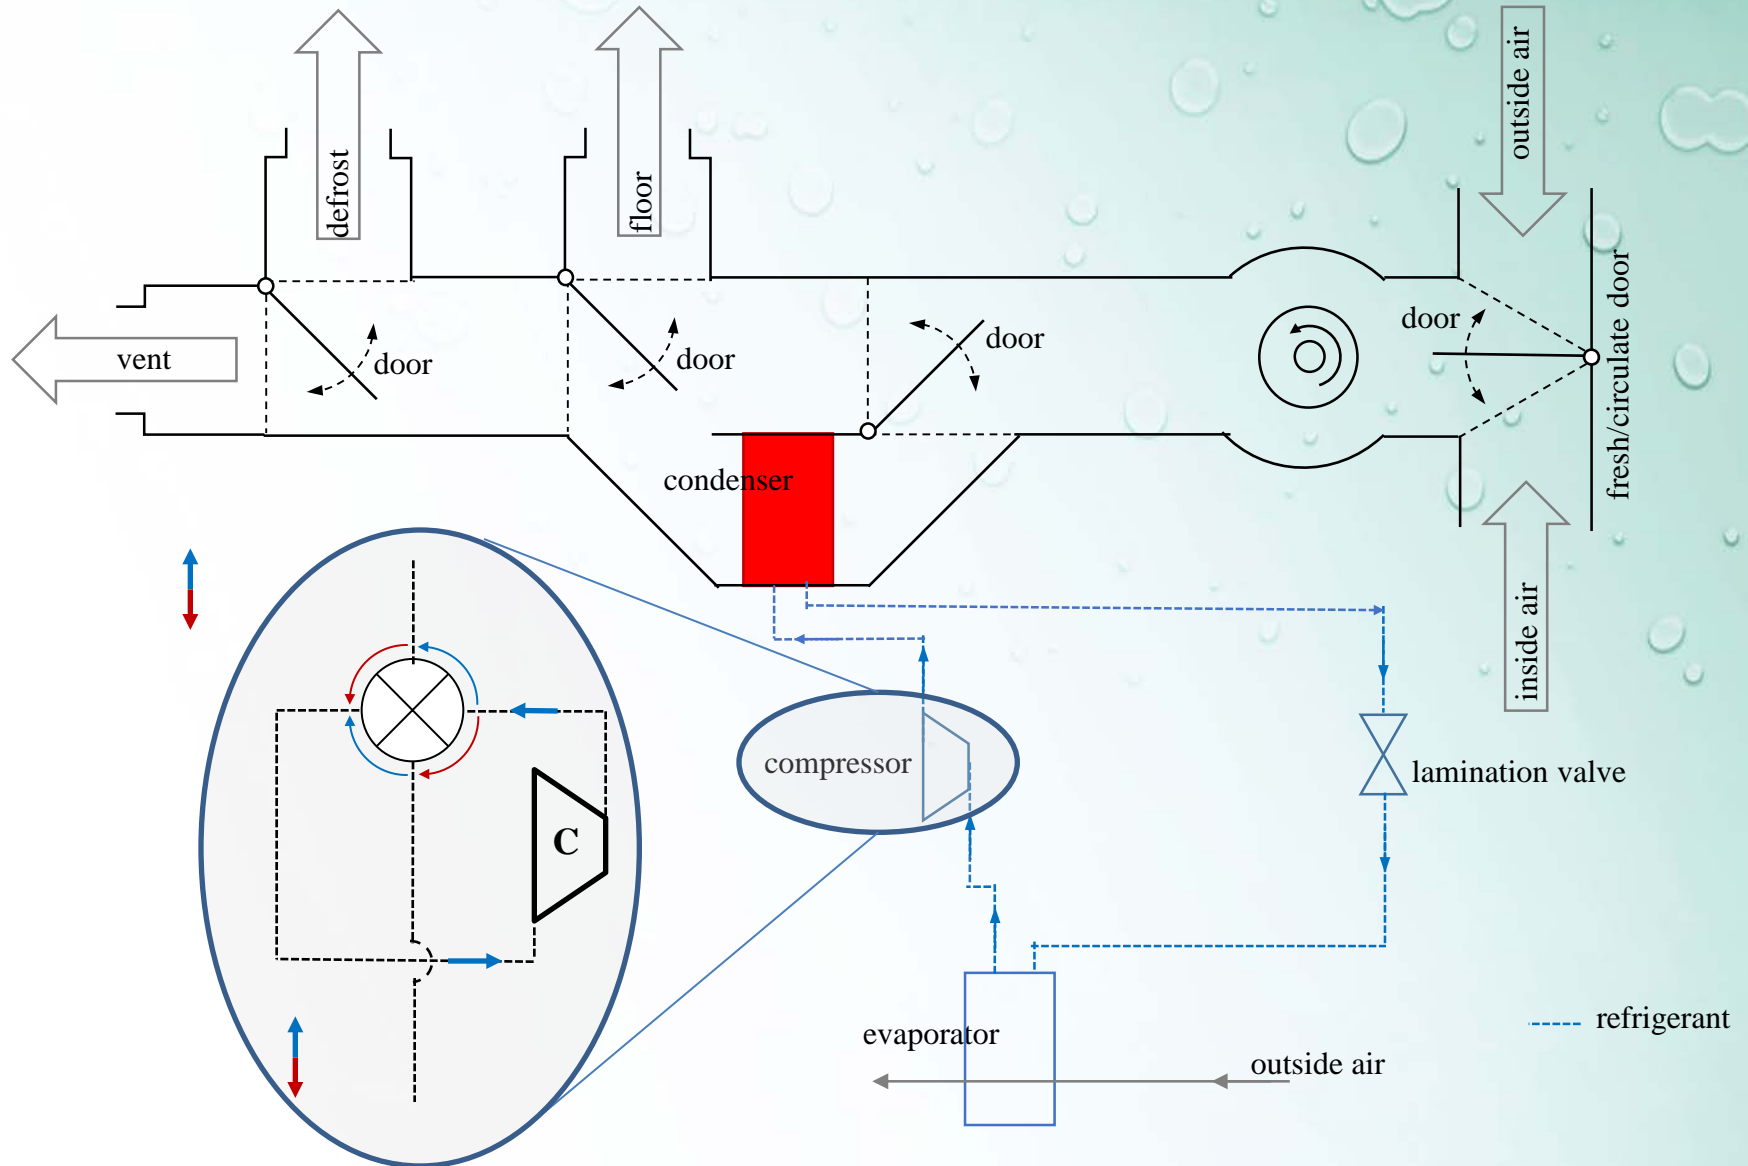 defrost
floor
outside air
vent
door
door
door
door
fresh/circulate door
condenser
inside air
compressor
lamination valve
C
evaporator
outside air
refrigerant